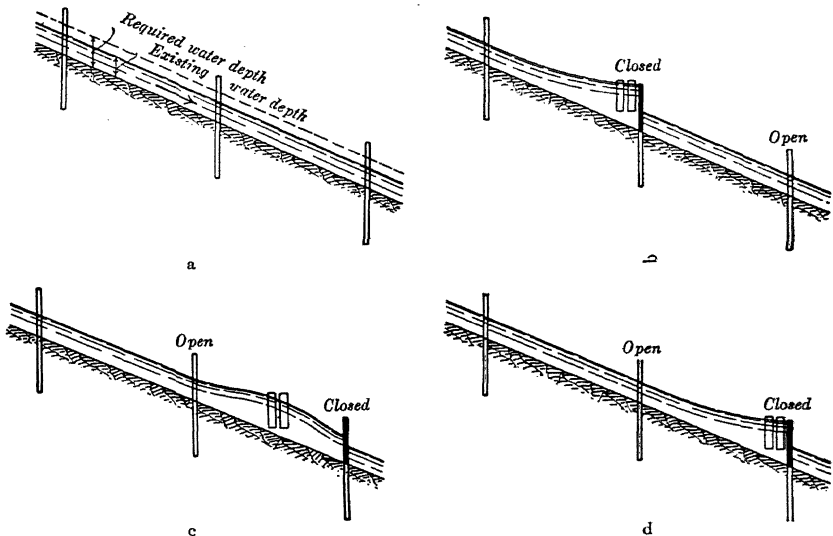 Required water depth
Existing water depth
a
Closed
Open
b
Open
Closed
c
Open
Closed
d